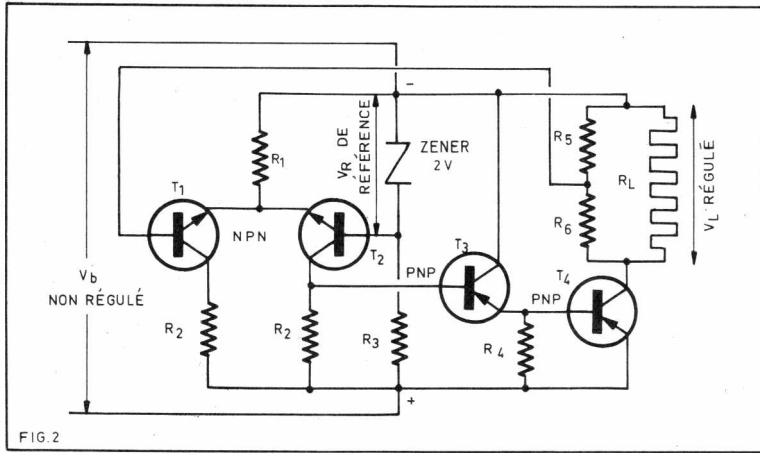 −
R5
R1
VR DE
RÉFÉRENCE
ZENER
2V
RL
VL RÉGULÉ
T1
R6
NPN
T2
T3
T4
Vb
NON RÉGULÉ
PNP
PNP
R2
R2
R3
R4
+
FIG.2